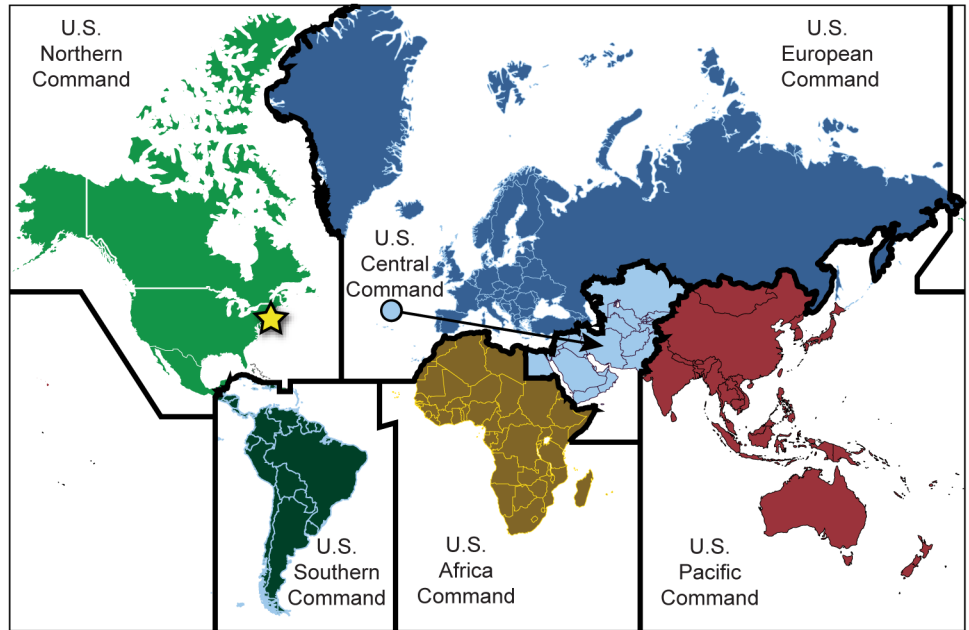 U.S.
Northern
Command
U.S.
European
Command
U.S.
Central
Command
U.S.
Southern
Command
U.S.
Africa
Command
U.S.
Pacific
Command